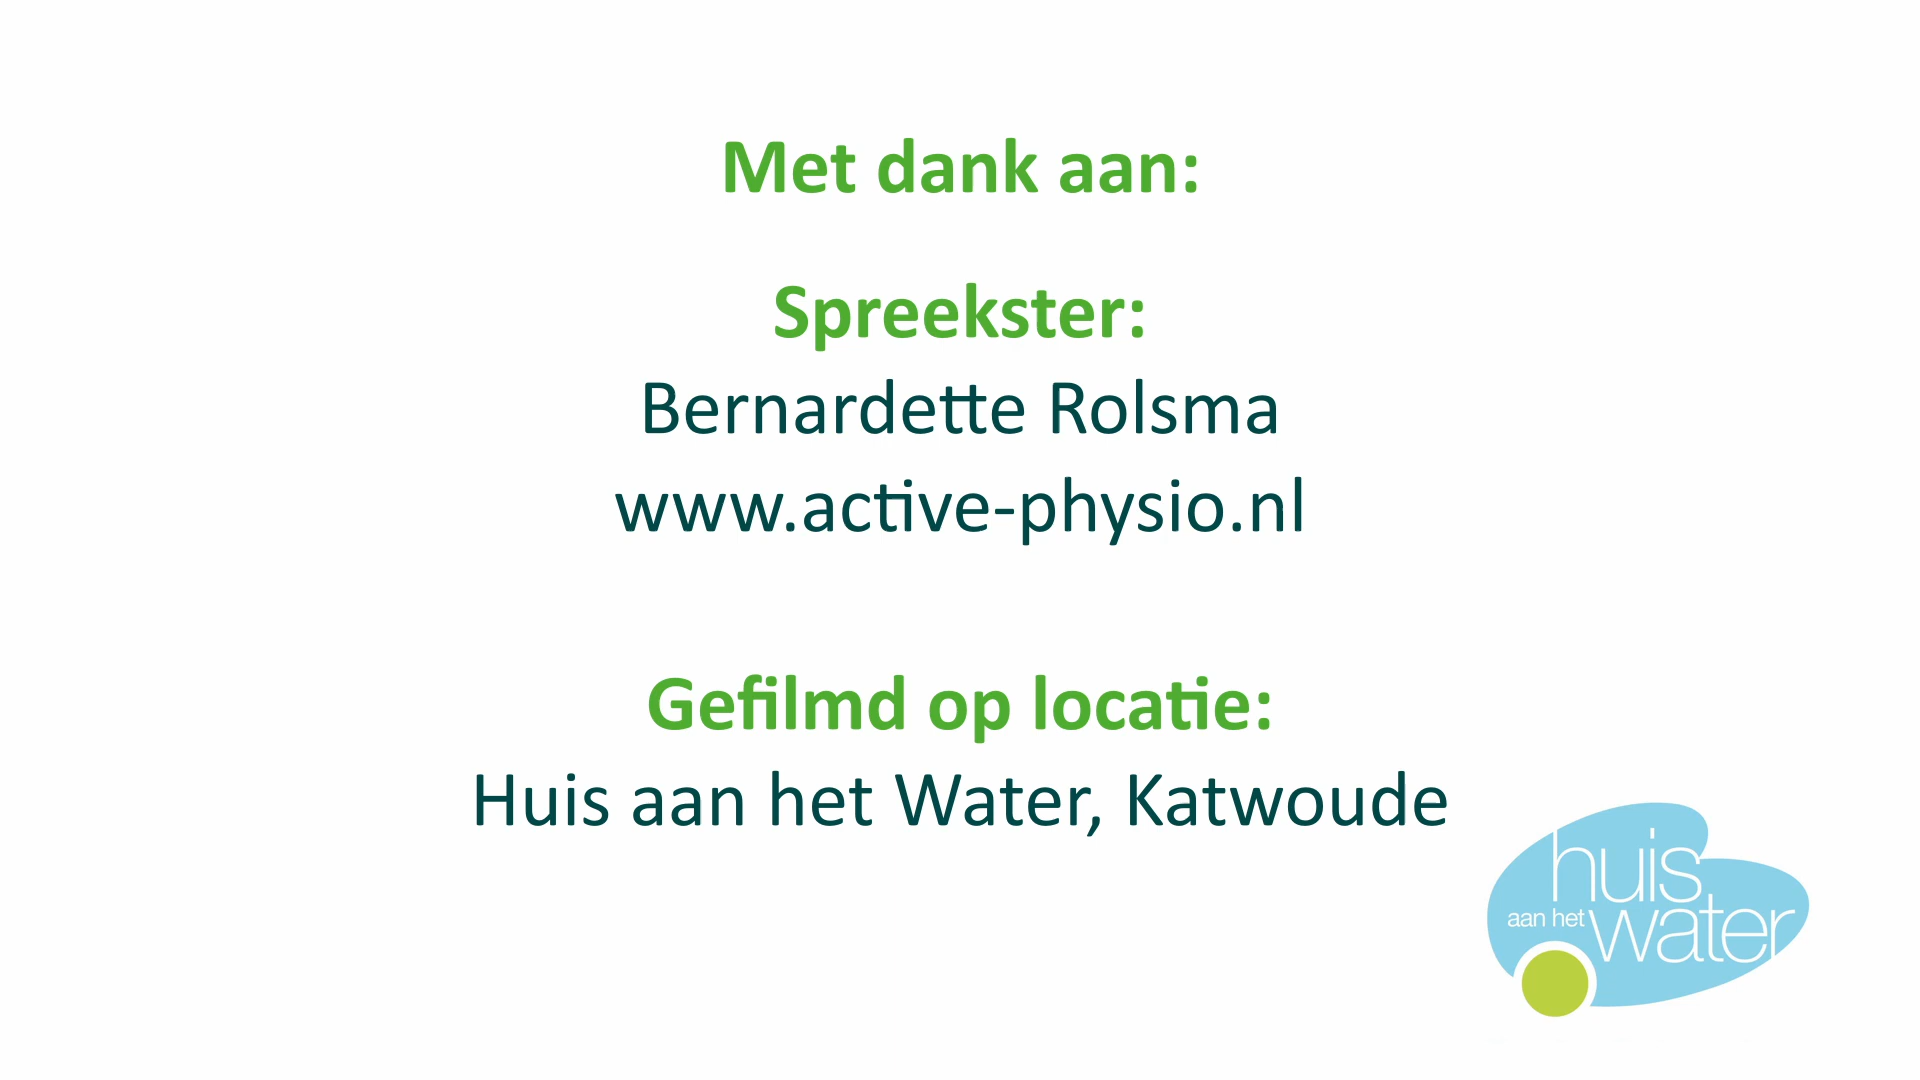 Met dank aan:
Spreekster:
Bernardette Rolsma
www.active-physio.nl
Gefilmd op locatie:
Huis aan het Water, Katwoude
huis
aan het water